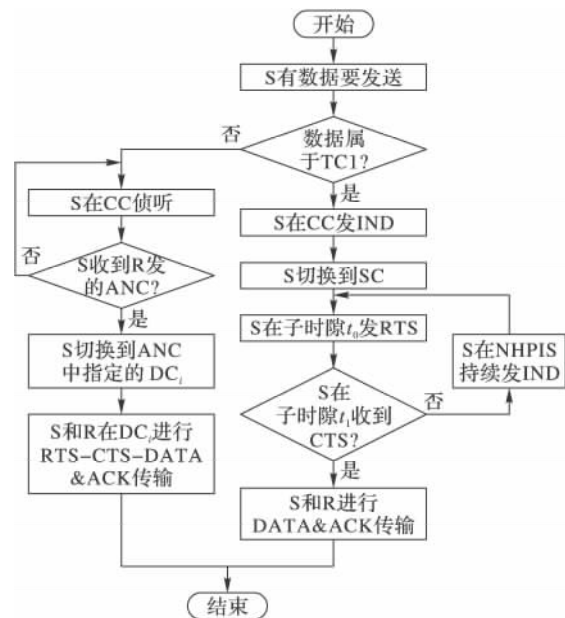 开始
S有数据要发送
数据属
于TC1?
否
是
S在CC侦听
S在CC发IND
否
S收到R发
的ANC?
S切换到SC
是
S在子时隙t₀发RTS
S切换到ANC
中指定的 DCᵢ
S在NHPIS
持续发IND
S在
子时隙t₁收到
CTS?
否
S和R在DCᵢ进行
RTS-CTS-DATA
&ACK传输
是
S和R进行
DATA&ACK传输
结束